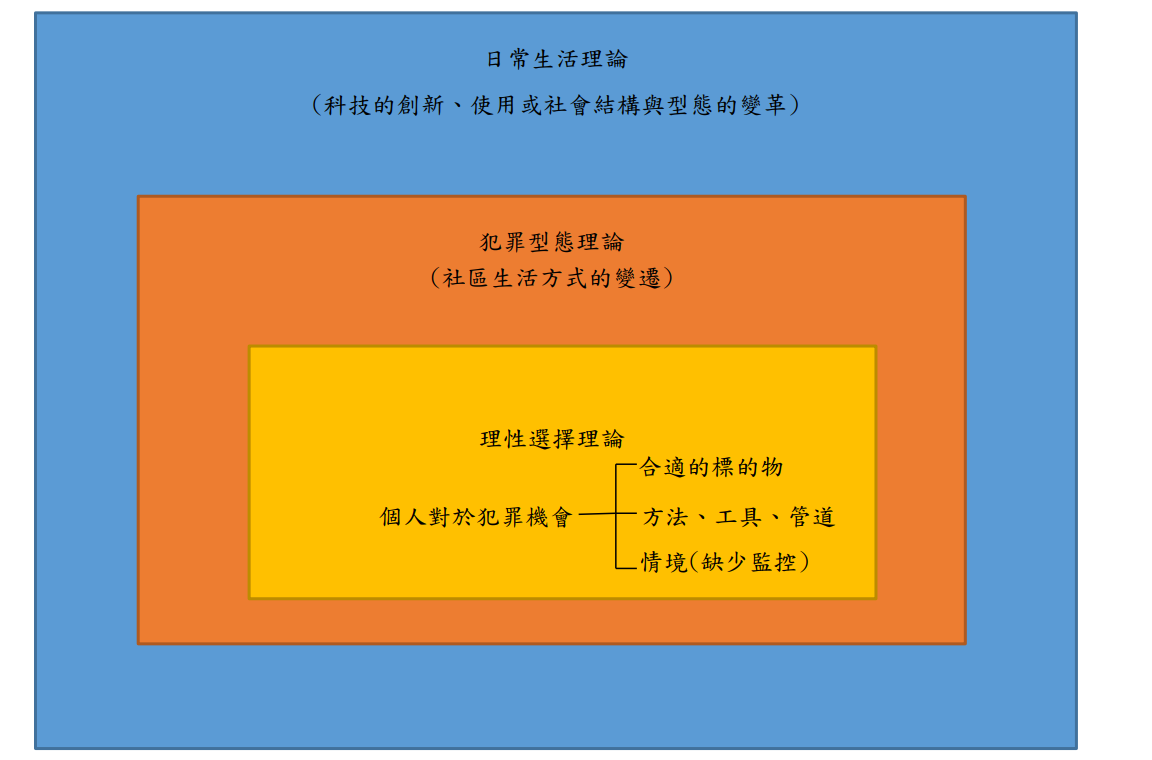 日常生活理論
(科技的創新、使用或社會結構與型態的變革)
犯罪型態理論
(社區生活方式的變遷)
理性選擇理論
合適的標的物
個人對於犯罪機會
方法、工具、管道
情境(缺少監控)